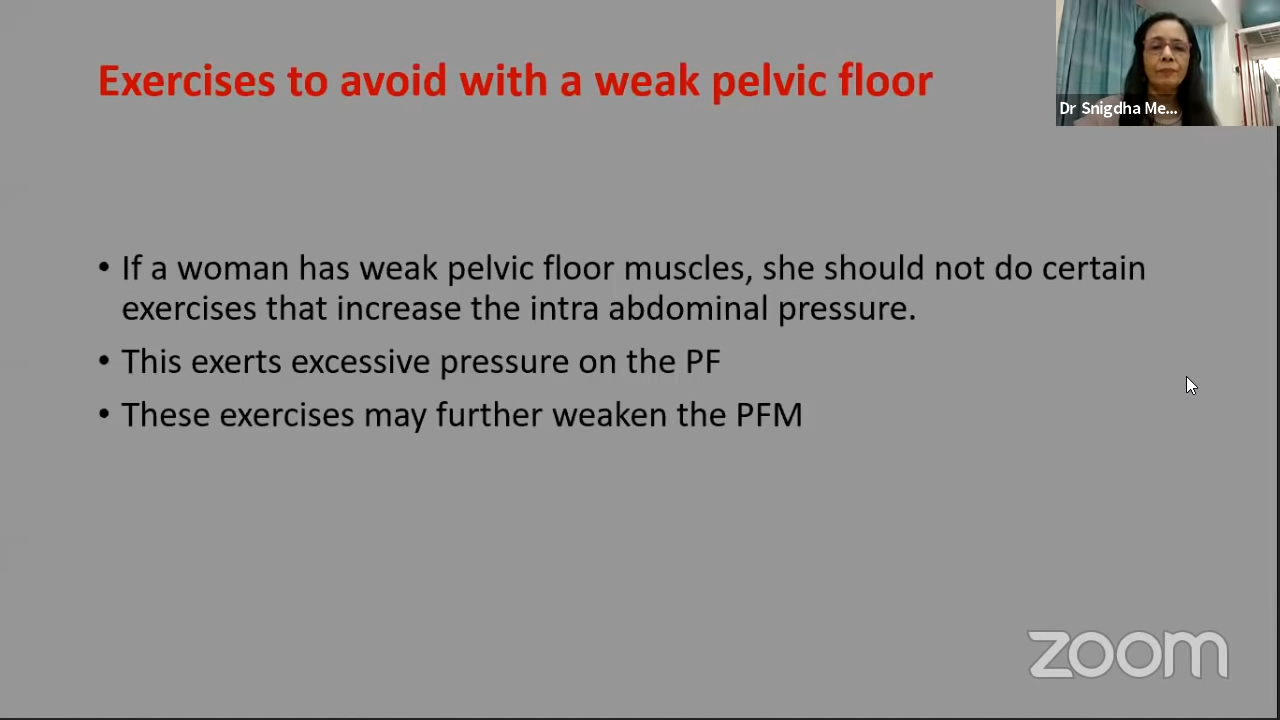 Exercises to avoid with a weak pelvic floor
Dr Snigdha Me...
• If a woman has weak pelvic floor muscles, she should not do certain
exercises that increase the intra abdominal pressure.
• This exerts excessive pressure on the PF
• These exercises may further weaken the PFM
zoom